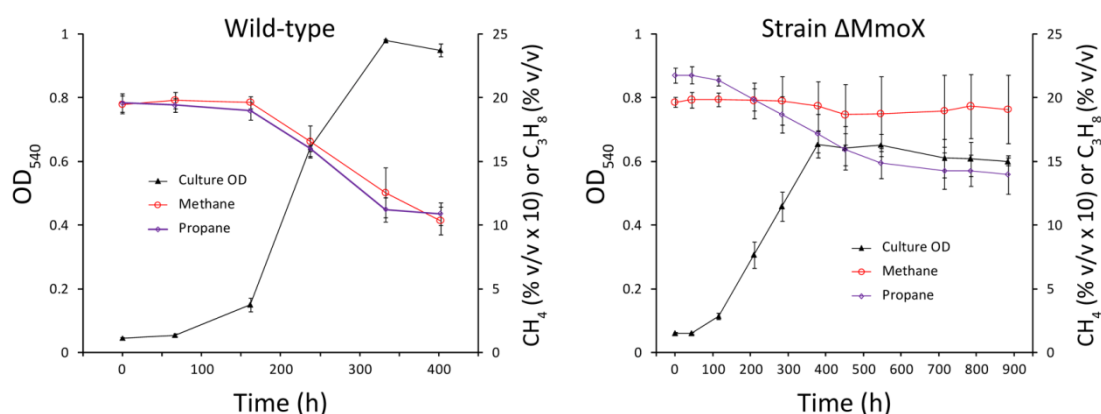 Wild-type
1
0.8
0.6
0.4
0.2
0
OD540
25
20
15
10
5
0
CH4 (% v/v x 10) or C3H8 (% v/v)
Culture OD
Methane
Propane
0 100 200 300 400
Time (h)
Strain ΔMmoX
1
0.8
0.6
0.4
0.2
0
OD540
25
20
15
10
5
0
CH4 (% v/v x 10) or C3H8 (% v/v)
Culture OD
Methane
Propane
0 100 200 300 400 500 600 700 800 900
Time (h)